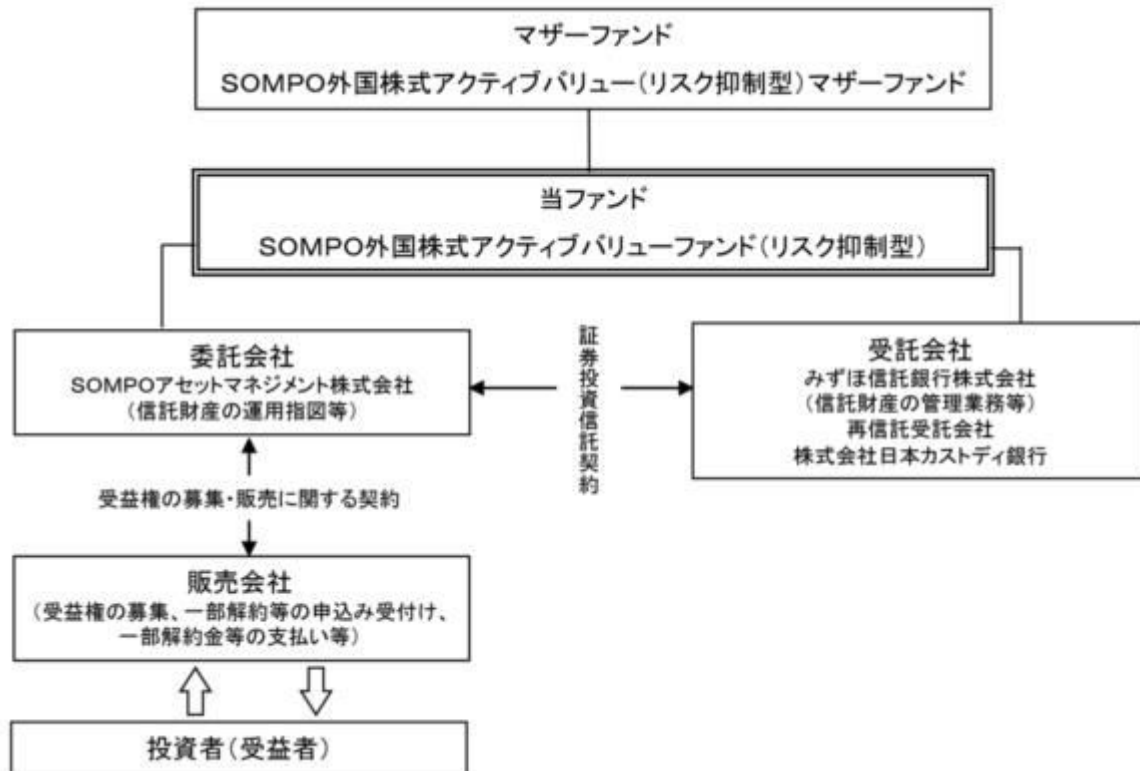 マザーファンド
SOMPO外国株式アクティブバリュー(リスク抑制型)マザーファンド
当ファンド
SOMPO外国株式アクティブバリューファンド(リスク抑制型)
委託会社
SOMPOアセットマネジメント株式会社
(信託財産の運用指図等)
証券投資信託契約
受託会社
みずほ信託銀行株式会社
(信託財産の管理業務等)
再信託受託会社
株式会社日本カストディ銀行
受益権の募集・販売に関する契約
販売会社
(受益権の募集、一部解約等の申込み受付け、
一部解約金等の支払い等)
投資者(受益者)